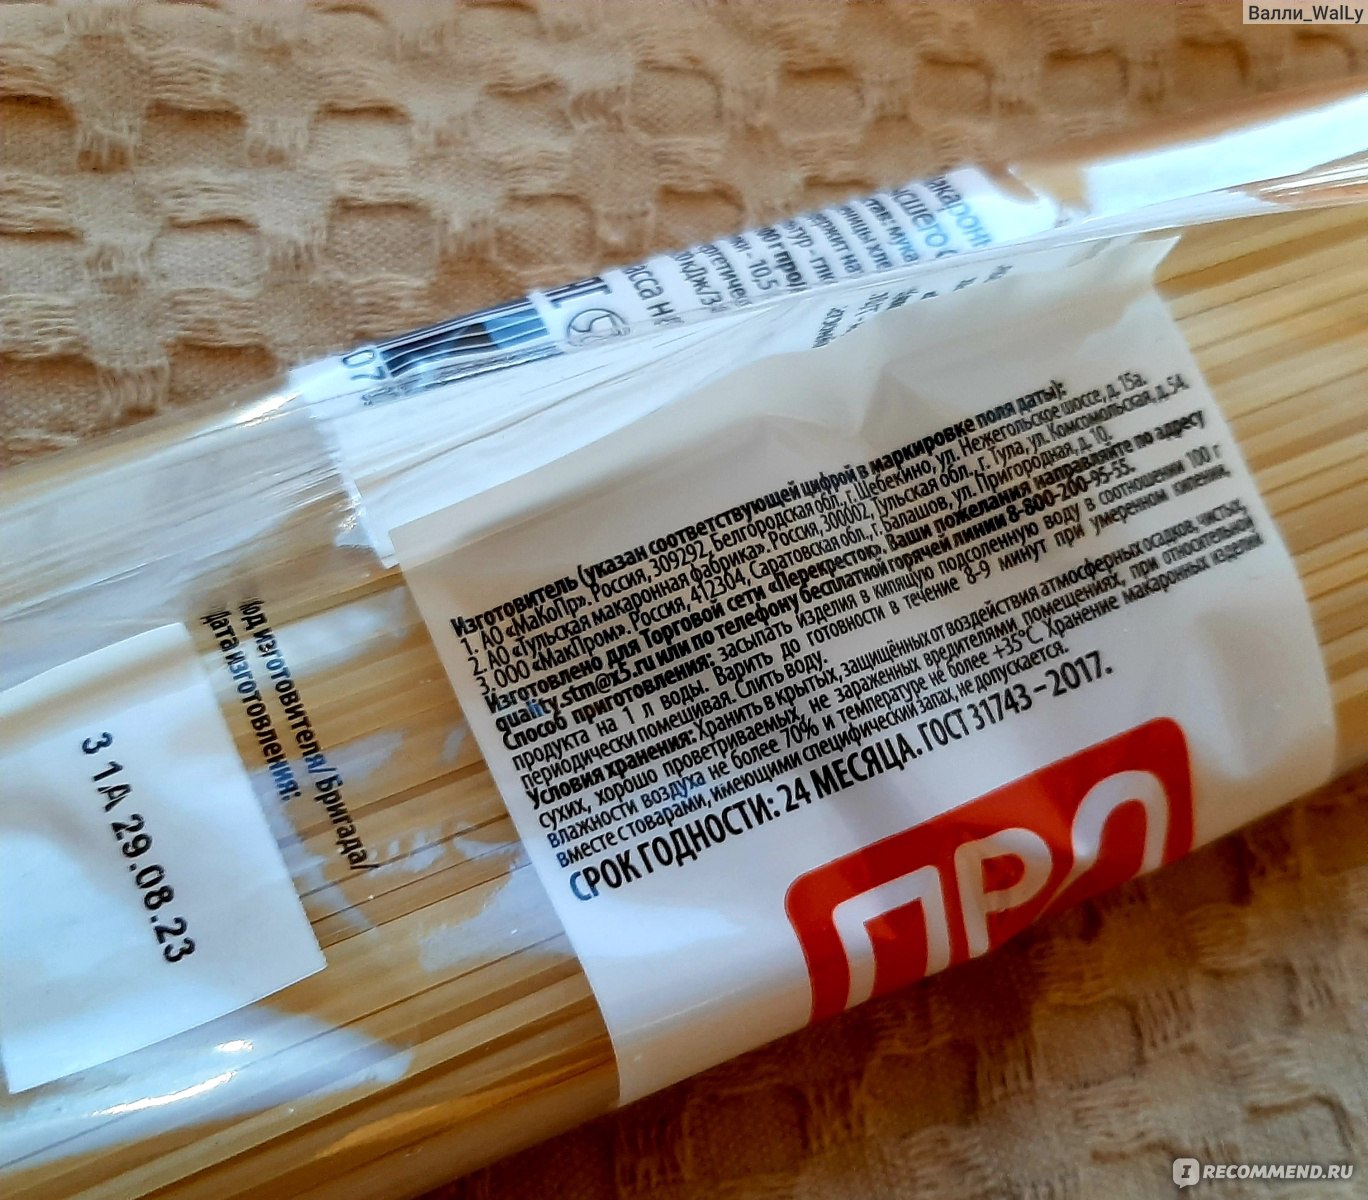 Валли_WalLy
Изготовитель (указан соответствующей цифрой в маркировке поля даты):
1. АО «МаКоПр». Россия, 309292, Белгородская обл., г. Шебекино, ул. Нежегольское шоссе, д. 15а.
2. АО «Тульская макаронная фабрика». Россия, 300002, Тульская обл., г. Тула, ул. Комсомольская, д. 54.
3. ООО «МакПром». Россия, 412304, Саратовская обл., г. Балашов, ул. Пригородная, д. 10.
Изготовлено для Торговой сети «Перекресток». Ваши пожелания направляйте по адресу
quality.stm@x5.ru или по телефону бесплатной горячей линии 8-800-200-95-55.
Способ приготовления: засыпать изделия в кипящую подсоленную воду в соотношении 100 г
продукта на 1 л воды. Варить до готовности в течение 8-9 минут при умеренном кипении,
периодически помешивая. Слить воду.
Условия хранения: Хранить в крытых, защищённых от воздействия атмосферных осадков, чистых,
сухих, хорошо проветриваемых, не зараженных вредителями помещениях, при относительной
влажности воздуха не более 70% и температуре не более +35°С. Хранение макаронных изделий
вместе с товарами, имеющими специфический запах, не допускается.
СРОК ГОДНОСТИ: 24 МЕСЯЦА. ГОСТ 31743-2017.
ПРО
изготовителя/Бригада/
Дата изготовления:
3 1А 29.08.23
IRECOMMEND.RU